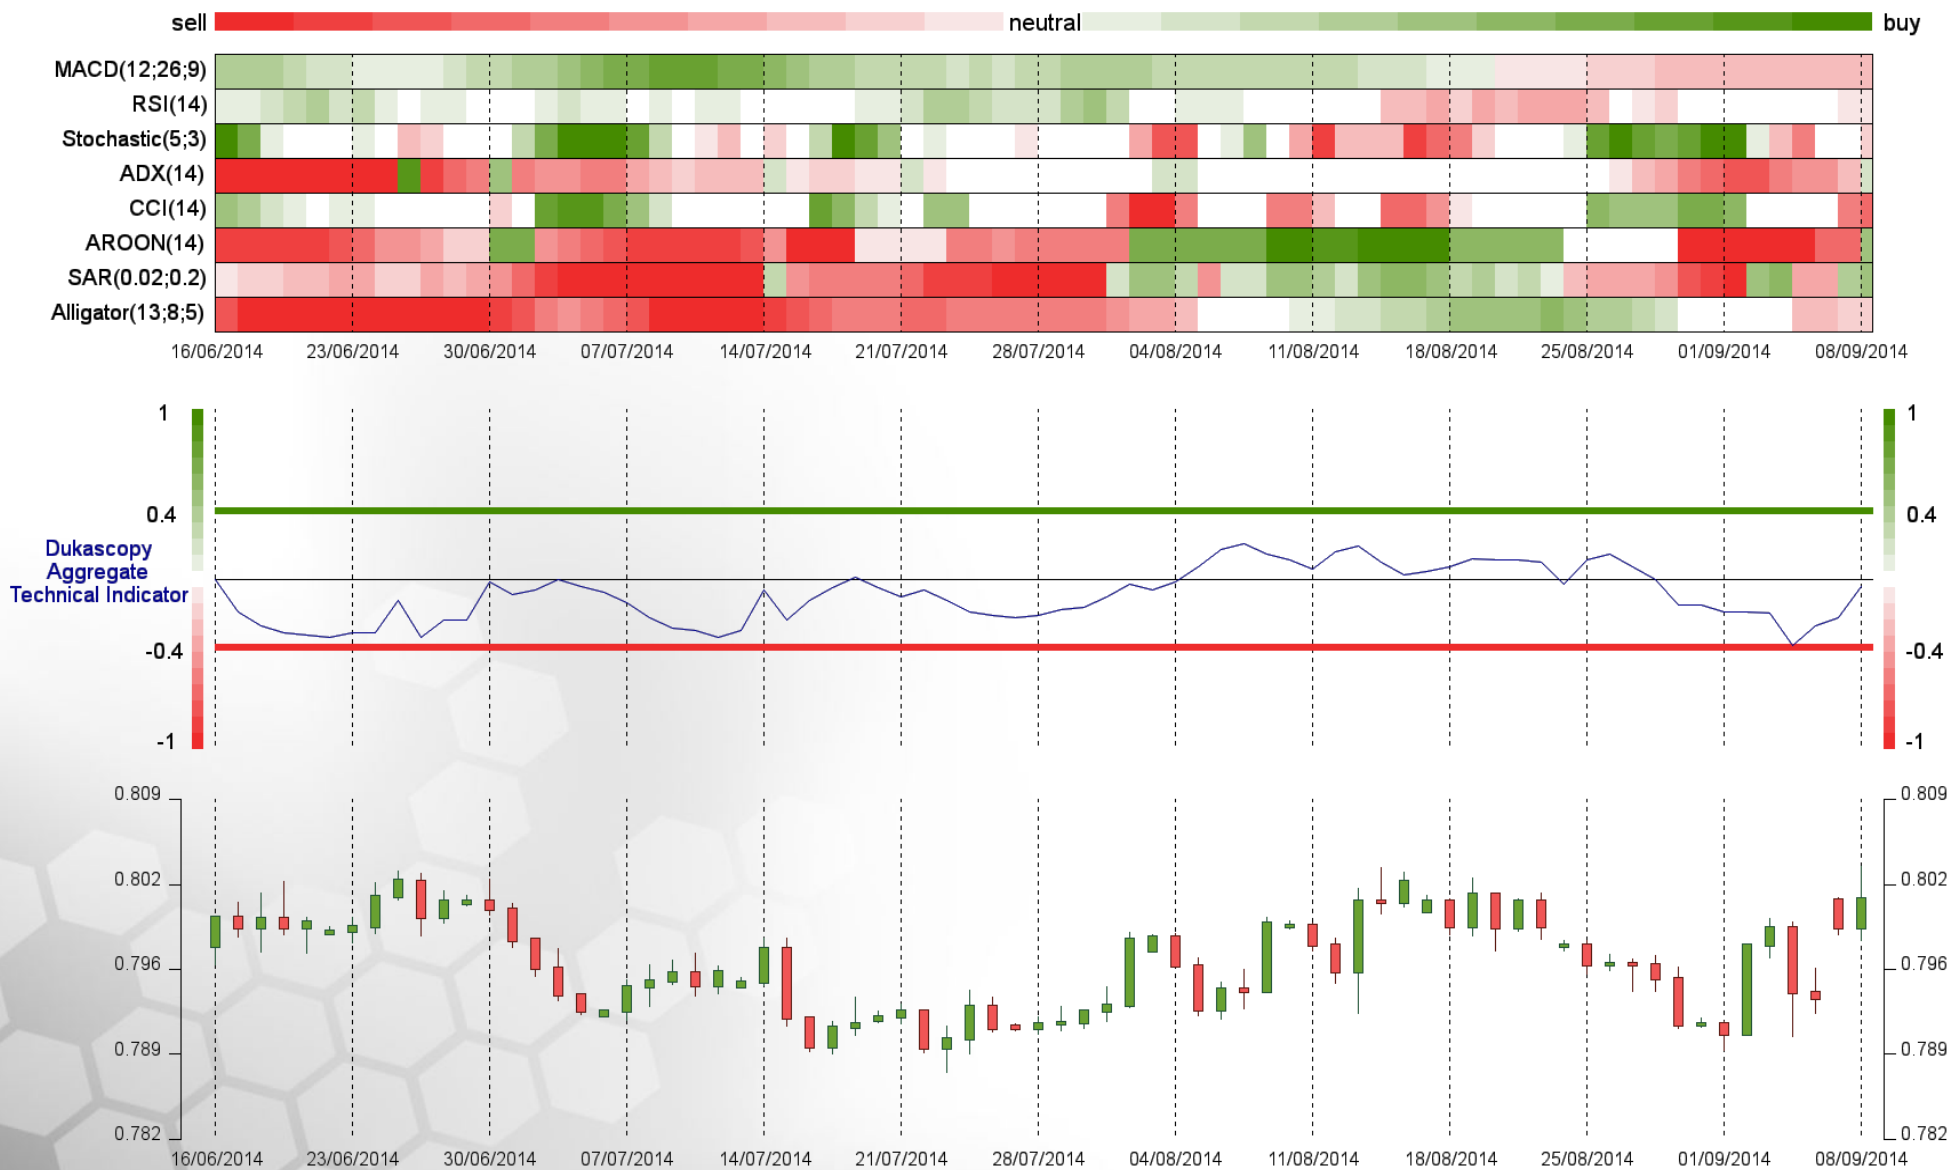 sell neutral buy
MACD(12;26;9)
RSI(14)
Stochastic(5;3)
ADX(14)
CCI(14)
AROON(14)
SAR(0.02;0.2)
Alligator(13;8;5)
16/06/2014 23/06/2014 30/06/2014 07/07/2014 14/07/2014 21/07/2014 28/07/2014 04/08/2014 11/08/2014 18/08/2014 25/08/2014 01/09/2014 08/09/2014
1 1
0.4 0.4
Dukascopy
Aggregate
Technical Indicator
-0.4 -0.4
-1 -1
0.809 0.809
0.802 0.802
0.796 0.796
0.789 0.789
0.782 0.782
16/06/2014 23/06/2014 30/06/2014 07/07/2014 14/07/2014 21/07/2014 28/07/2014 04/08/2014 11/08/2014 18/08/2014 25/08/2014 01/09/2014 08/09/2014